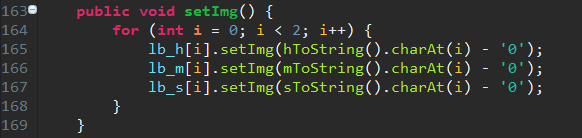 163 public void setImg() {
164 for (int i = 0; i < 2; i++) {
165 lb_h[i].setImg(hToString().charAt(i) - '0');
166 lb_m[i].setImg(mToString().charAt(i) - '0');
167 lb_s[i].setImg(sToString().charAt(i) - '0');
168 }
169 }